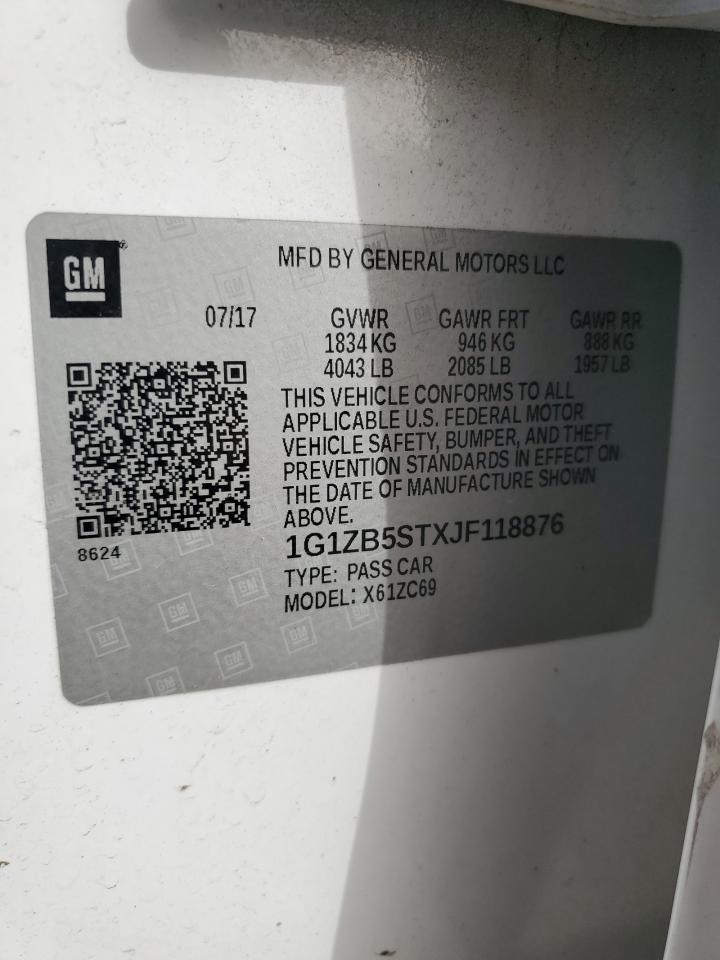 GM®
MFD BY GENERAL MOTORS LLC
07/17 GVWR GAWR FRT GAWR RR
1834 KG 946 KG 888 KG
4043 LB 2085 LB 1957 LB
THIS VEHICLE CONFORMS TO ALL
APPLICABLE U.S. FEDERAL MOTOR
VEHICLE SAFETY, BUMPER, AND THEFT
PREVENTION STANDARDS IN EFFECT ON
THE DATE OF MANUFACTURE SHOWN
ABOVE.
8624
1G1ZB5STXJF118876
TYPE: PASS CAR
MODEL: X61ZC69